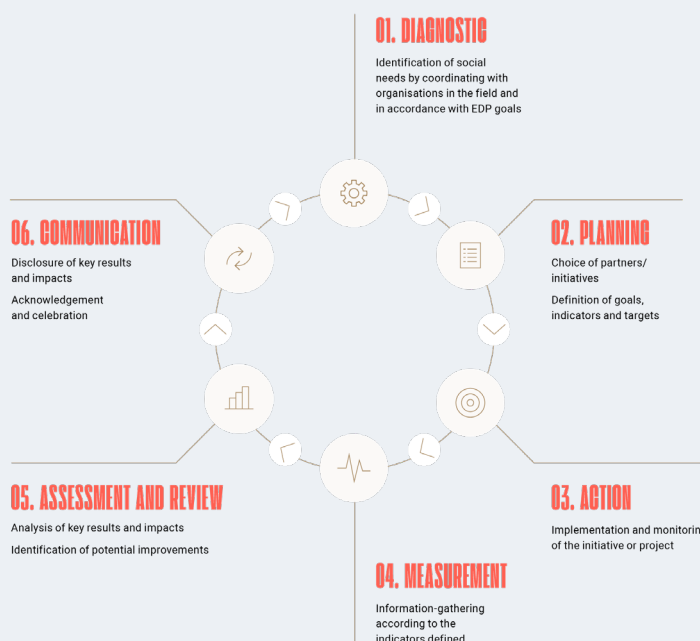 01. DIAGNOSTIC
Identification of social
needs by coordinating with
organisations in the field and
in accordance with EDP goals
02. PLANNING
Choice of partners/
initiatives
Definition of goals,
indicators and targets
03. ACTION
Implementation and monitorin
of the initiative or project
04. MEASUREMENT
Information-gathering
according to the
indicators defined
05. ASSESSMENT AND REVIEW
Analysis of key results and impacts
Identification of potential improvements
06. COMMUNICATION
Disclosure of key results
and impacts
Acknowledgement
and celebration